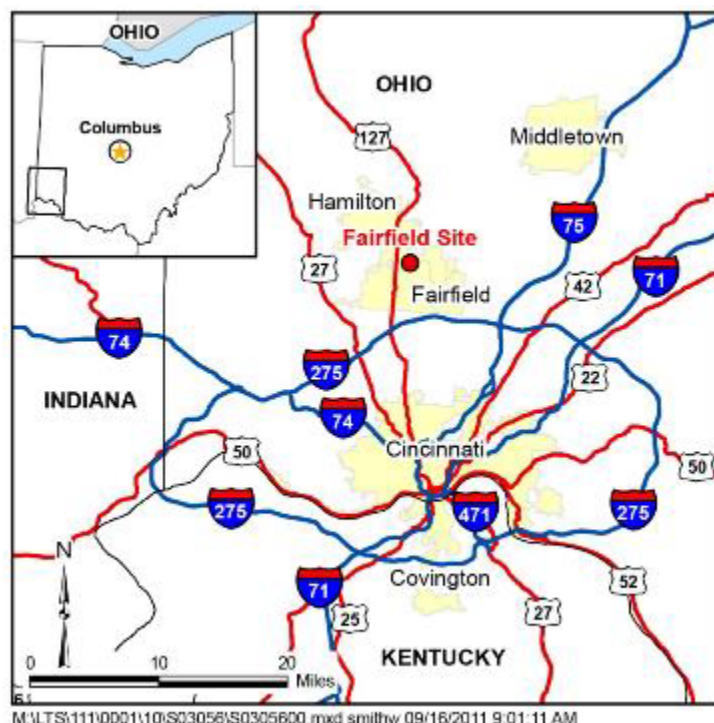 OHIO
Columbus
OHIO
Middletown
127
Hamilton
75
Fairfield Site
27
71
42
Fairfield
74
275
22
INDIANA
74
Cincinnati
50
50
275
471
275
N
71
Covington
52
25
27
KENTUCKY
0 10 20
Miles
M:\LTS\111\0001\10\S03056\S0305600.mxd smithw 09/16/2011 9:01:11 AM